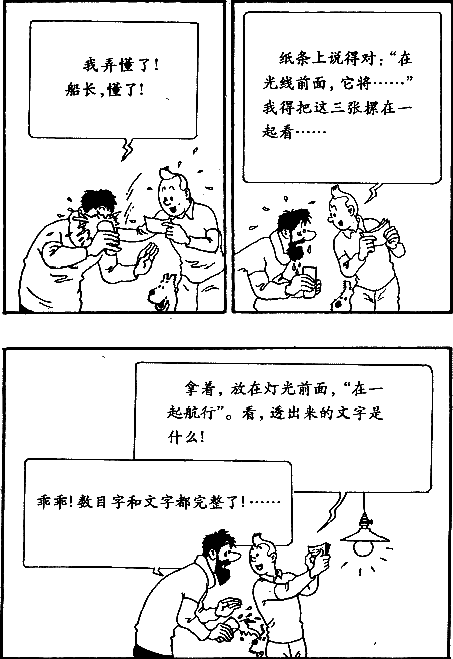 我弄懂了！
船长，懂了！
纸条上说得对：“在
光线前面，它将……”
我得把这三张摞在一
起看……
拿着，放在灯光前面，“在一
起航行”。看，透出来的文字是
什么！
乖乖！数目字和文字都完整了！……